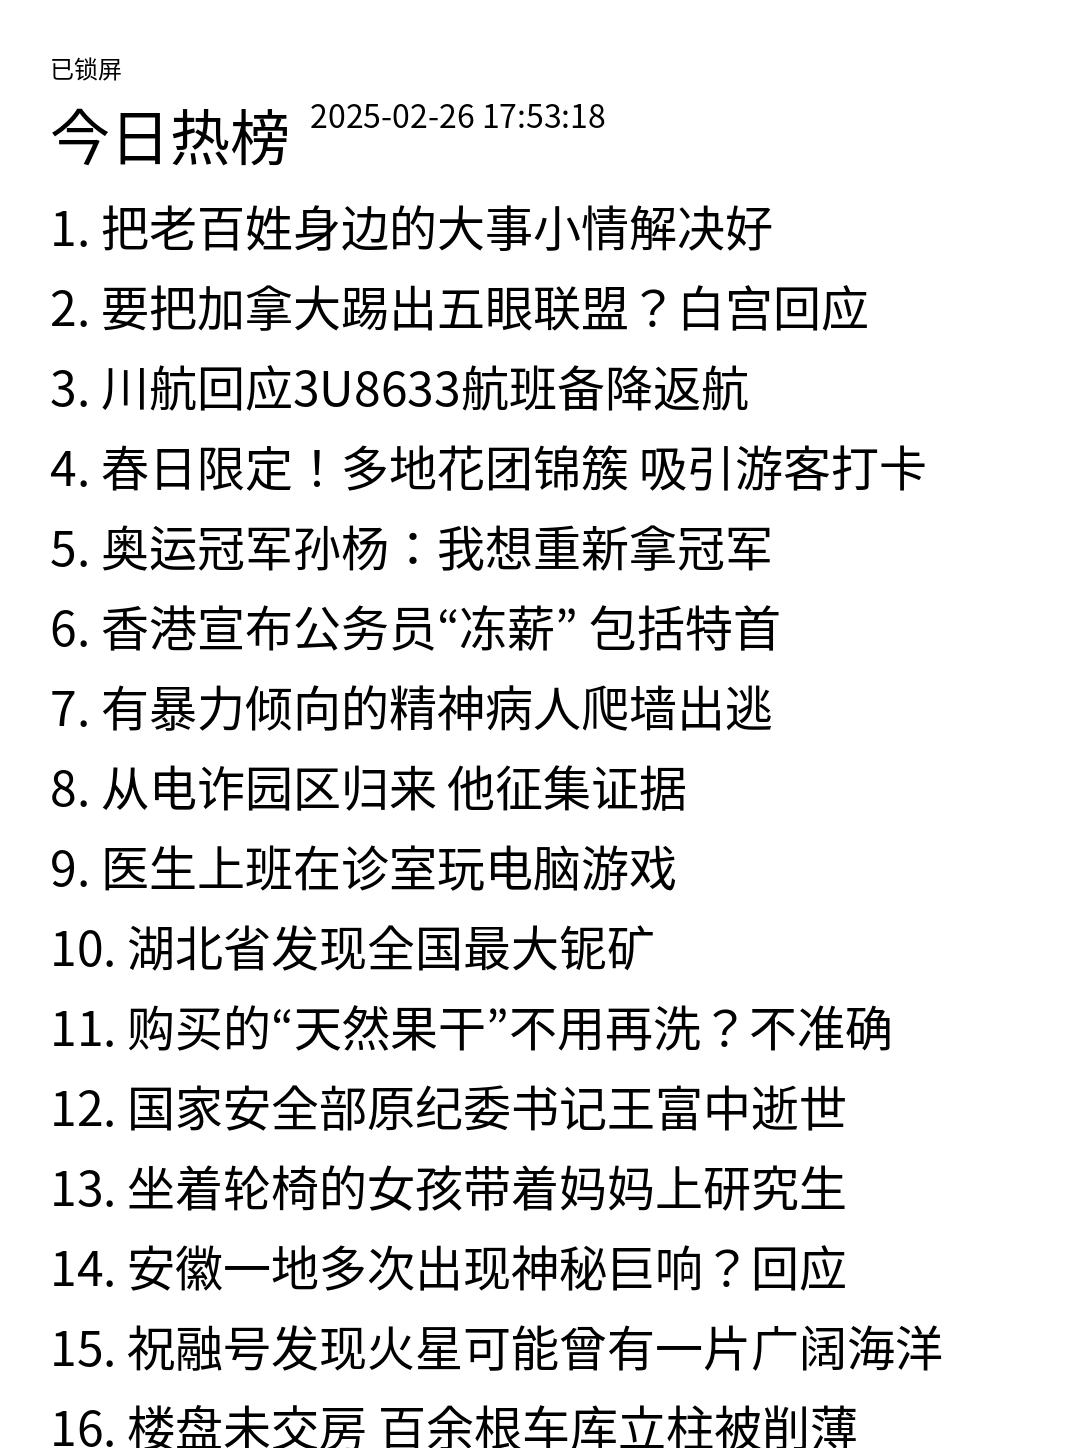 已锁屏
今日热榜 2025-02-26 17:53:18
1. 把老百姓身边的大事小情解决好
2. 要把加拿大踢出五眼联盟？白宫回应
3. 川航回应3U8633航班备降返航
4. 春日限定！多地花团锦簇 吸引游客打卡
5. 奥运冠军孙杨：我想重新拿冠军
6. 香港宣布公务员“冻薪” 包括特首
7. 有暴力倾向的精神病人爬墙出逃
8. 从电诈园区归来 他征集证据
9. 医生上班在诊室玩电脑游戏
10. 湖北省发现全国最大铌矿
11. 购买的“天然果干”不用再洗？不准确
12. 国家安全部原纪委书记王富中逝世
13. 坐着轮椅的女孩带着妈妈上研究生
14. 安徽一地多次出现神秘巨响？回应
15. 祝融号发现火星可能曾有一片广阔海洋
16. 楼盘未交房 百余根车库立柱被削薄